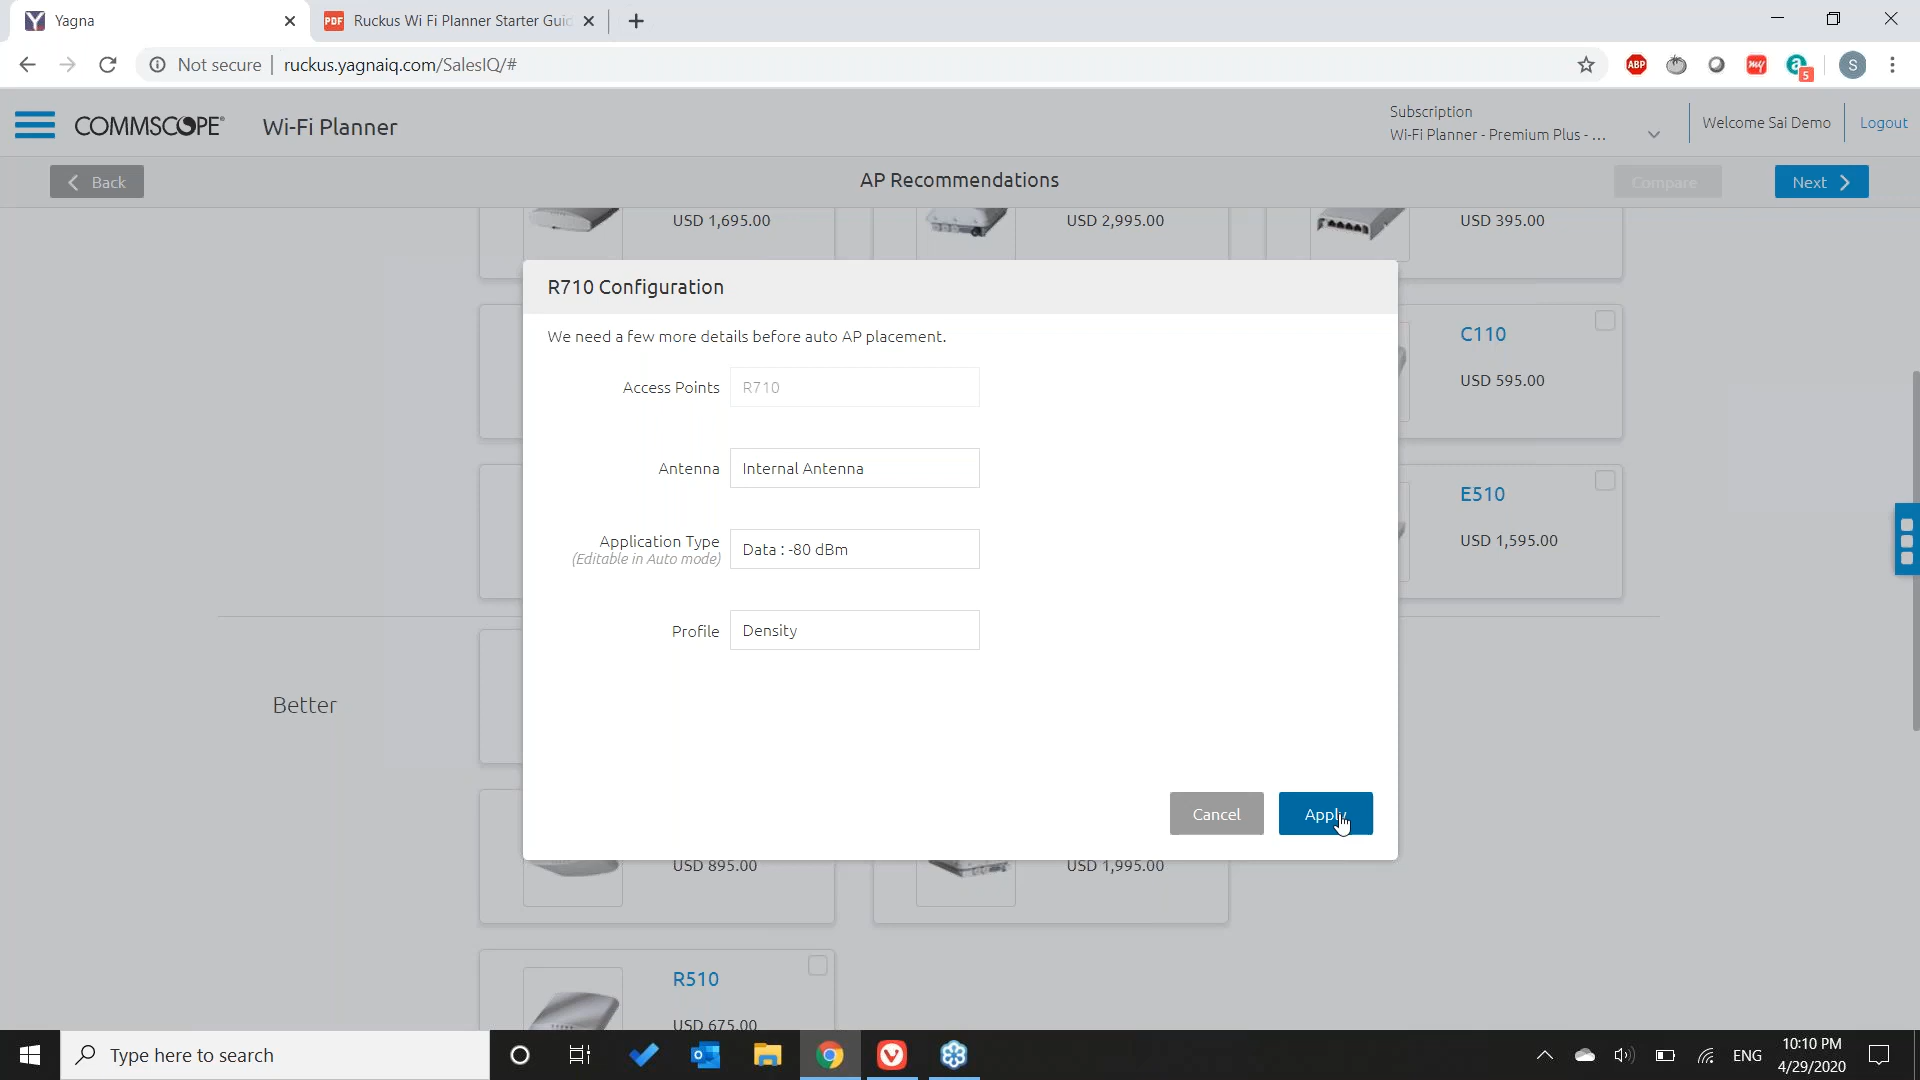 Yagna
PDF Ruckus Wi Fi Planner Starter Guid
Not secure | ruckus.yagnaiq.com/SalesIQ/#
ABP
my
a 5
S
COMMSCOPE®
Wi-Fi Planner
Subscription
Wi-Fi Planner - Premium Plus - ...
Welcome Sai Demo
Logout
Back
AP Recommendations
Compare
Next
USD 1,695.00
USD 2,995.00
USD 395.00
R710 Configuration
We need a few more details before auto AP placement.
Access Points R710
Antenna Internal Antenna
Application Type Data : -80 dBm
(Editable in Auto mode)
Profile Density
Cancel
Apply
C110
USD 595.00
E510
USD 1,595.00
Better
USD 895.00
USD 1,995.00
R510
USD 675.00
Type here to search
ENG
10:10 PM
4/29/2020